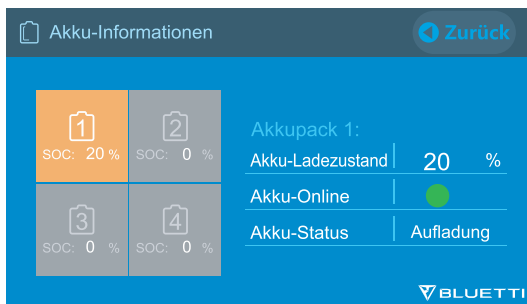 Akku-Informationen
Zurück
1
SOC: 20 %
2
SOC: 0 %
3
SOC: 0 %
4
SOC: 0 %
Akkupack 1:
Akku-Ladezustand 20 %
Akku-Online
Akku-Status Aufladung
BLUETTI